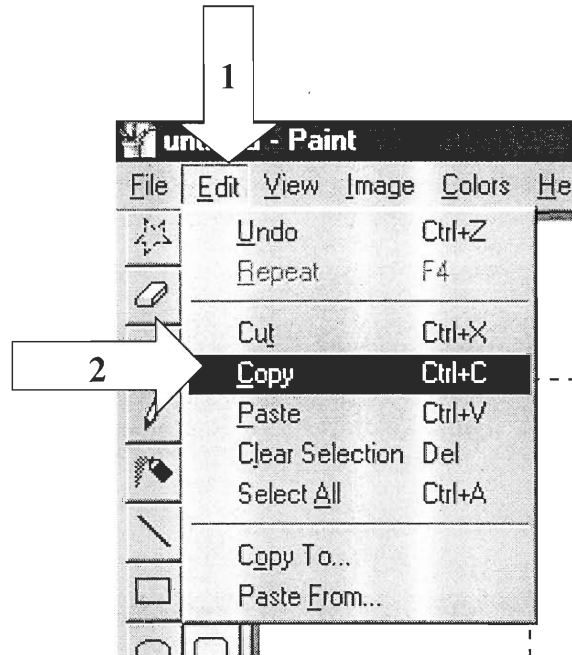 1
- Paint
File Edit View Image Colors He
Undo Ctrl+Z
Repeat F4
Cut Ctrl+X
2
Copy Ctrl+C
Paste Ctrl+V
Clear Selection Del
Select All Ctrl+A
Copy To...
Paste From...